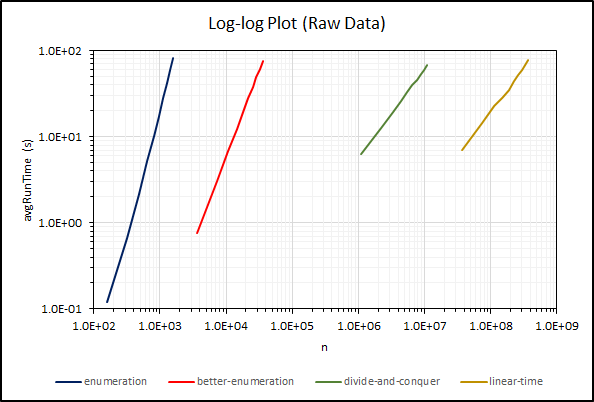 Log-log Plot (Raw Data)
1.0E+02
1.0E+01
1.0E+00
1.0E-01
avgRunTime (s)
1.0E+02 1.0E+03 1.0E+04 1.0E+05 1.0E+06 1.0E+07 1.0E+08 1.0E+09
n
enumeration better-enumeration divide-and-conquer linear-time